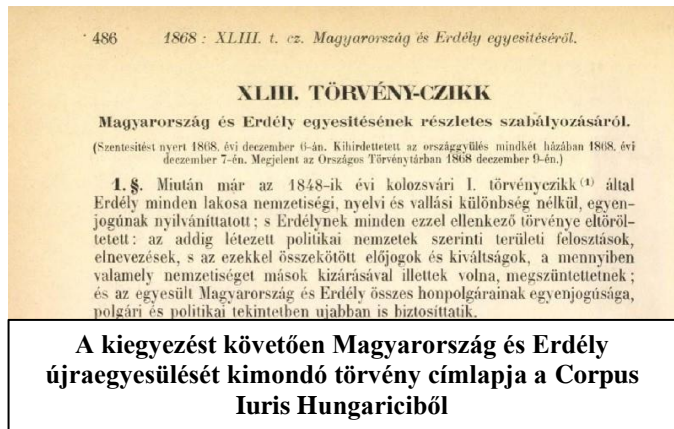 486 1868 : XLIII. t. cz. Magyarország és Erdély egyesitéséről.
XLIII. TÖRVÉNY-CZIKK
Magyarország és Erdély egyesitésének részletes szabályozásáról.
(Szentesitést nyert 1868. évi deczember 6-án. Kihirdettetett az országgyülés mindkét házában 1868. évi
deczember 7-én. Megjelent az Országos Törvénytárban 1868 deczember 9-én.)
1. §. Miután már az 1848-ik évi kolozsvári I. törvényczikk (1) által
Erdély minden lakosa nemzetiségi, nyelvi és vallási különbség nélkül, egyen-
jogúnak nyilváníttatott ; s Erdélynek minden ezzel ellenkező törvénye eltöröl-
tetett : az addig létezett politikai nemzetek szerinti területi felosztások,
elnevezések, s az ezekkel összekötött előjogok és kiváltságok, a mennyiben
valamely nemzetiséget mások kizárásával illettek volna, megszüntettetnek ;
és az egyesült Magyarország és Erdély összes honpolgárainak egyenjogúsága,
polgári és politikai tekintetben ujabban is biztosíttatik.
A kiegyezést követően Magyarország és Erdély
újraegyesülését kimondó törvény címlapja a Corpus
Iuris Hungariciből